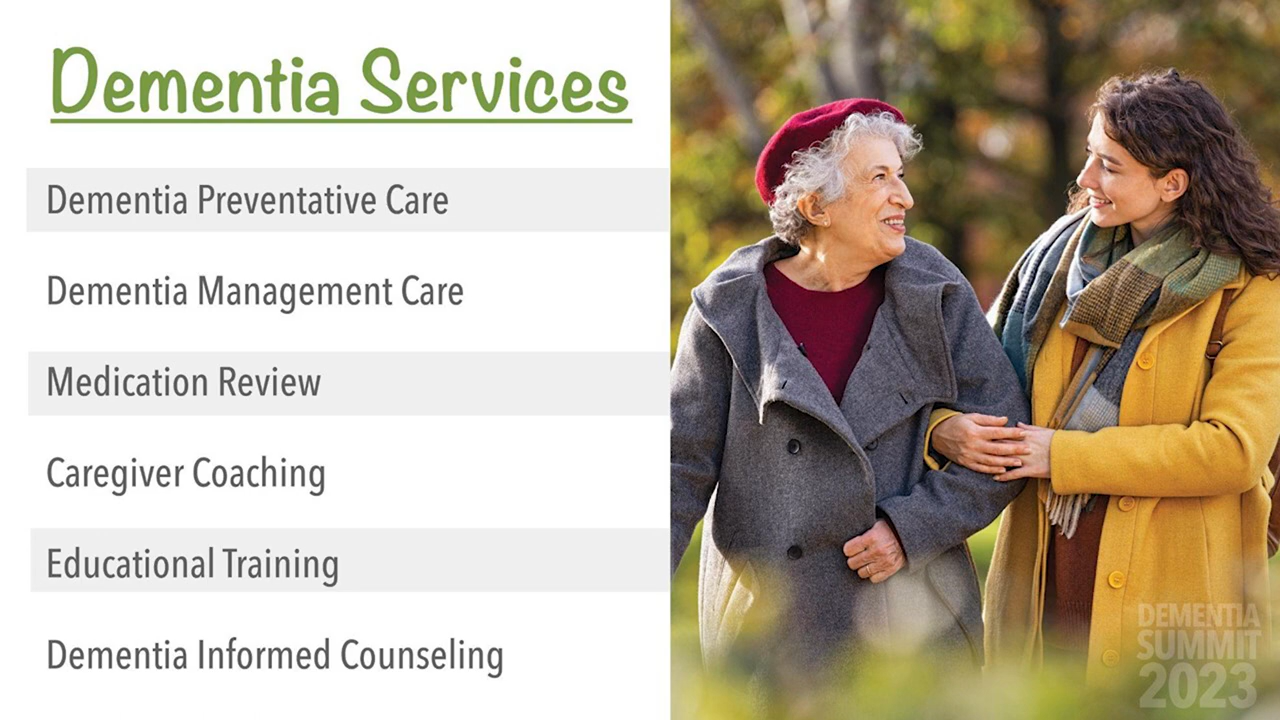 Dementia Services
Dementia Preventative Care
Dementia Management Care
Medication Review
Caregiver Coaching
Educational Training
Dementia Informed Counseling
DEMENTIA
SUMMIT
2023